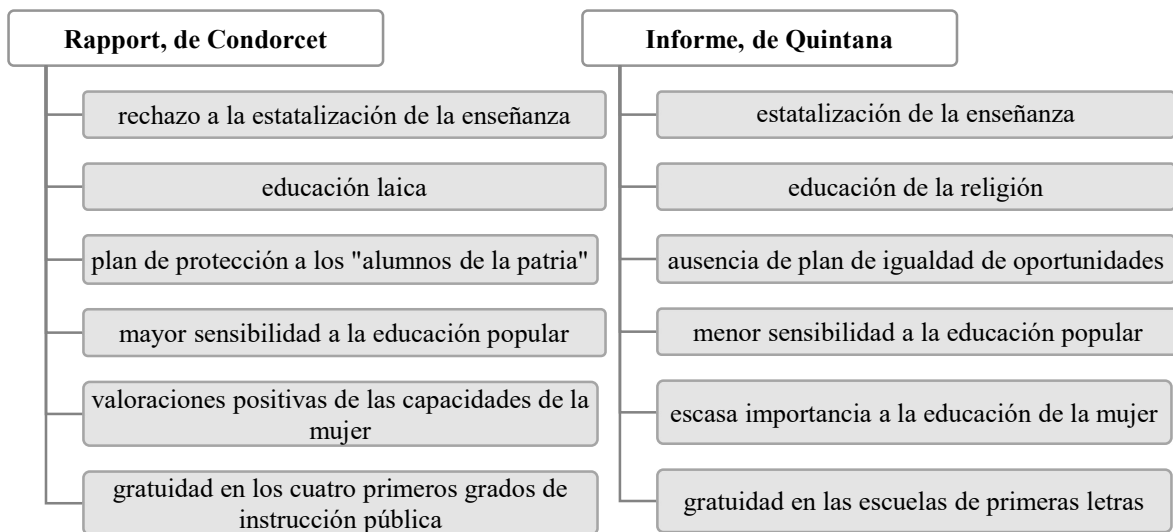 Rapport, de Condorcet
rechazo a la estatalización de la enseñanza
educación laica
plan de protección a los "alumnos de la patria"
mayor sensibilidad a la educación popular
valoraciones positivas de las capacidades de la
mujer
gratuidad en los cuatro primeros grados de
instrucción pública
Informe, de Quintana
estatalización de la enseñanza
educación de la religión
ausencia de plan de igualdad de oportunidades
menor sensibilidad a la educación popular
escasa importancia a la educación de la mujer
gratuidad en las escuelas de primeras letras